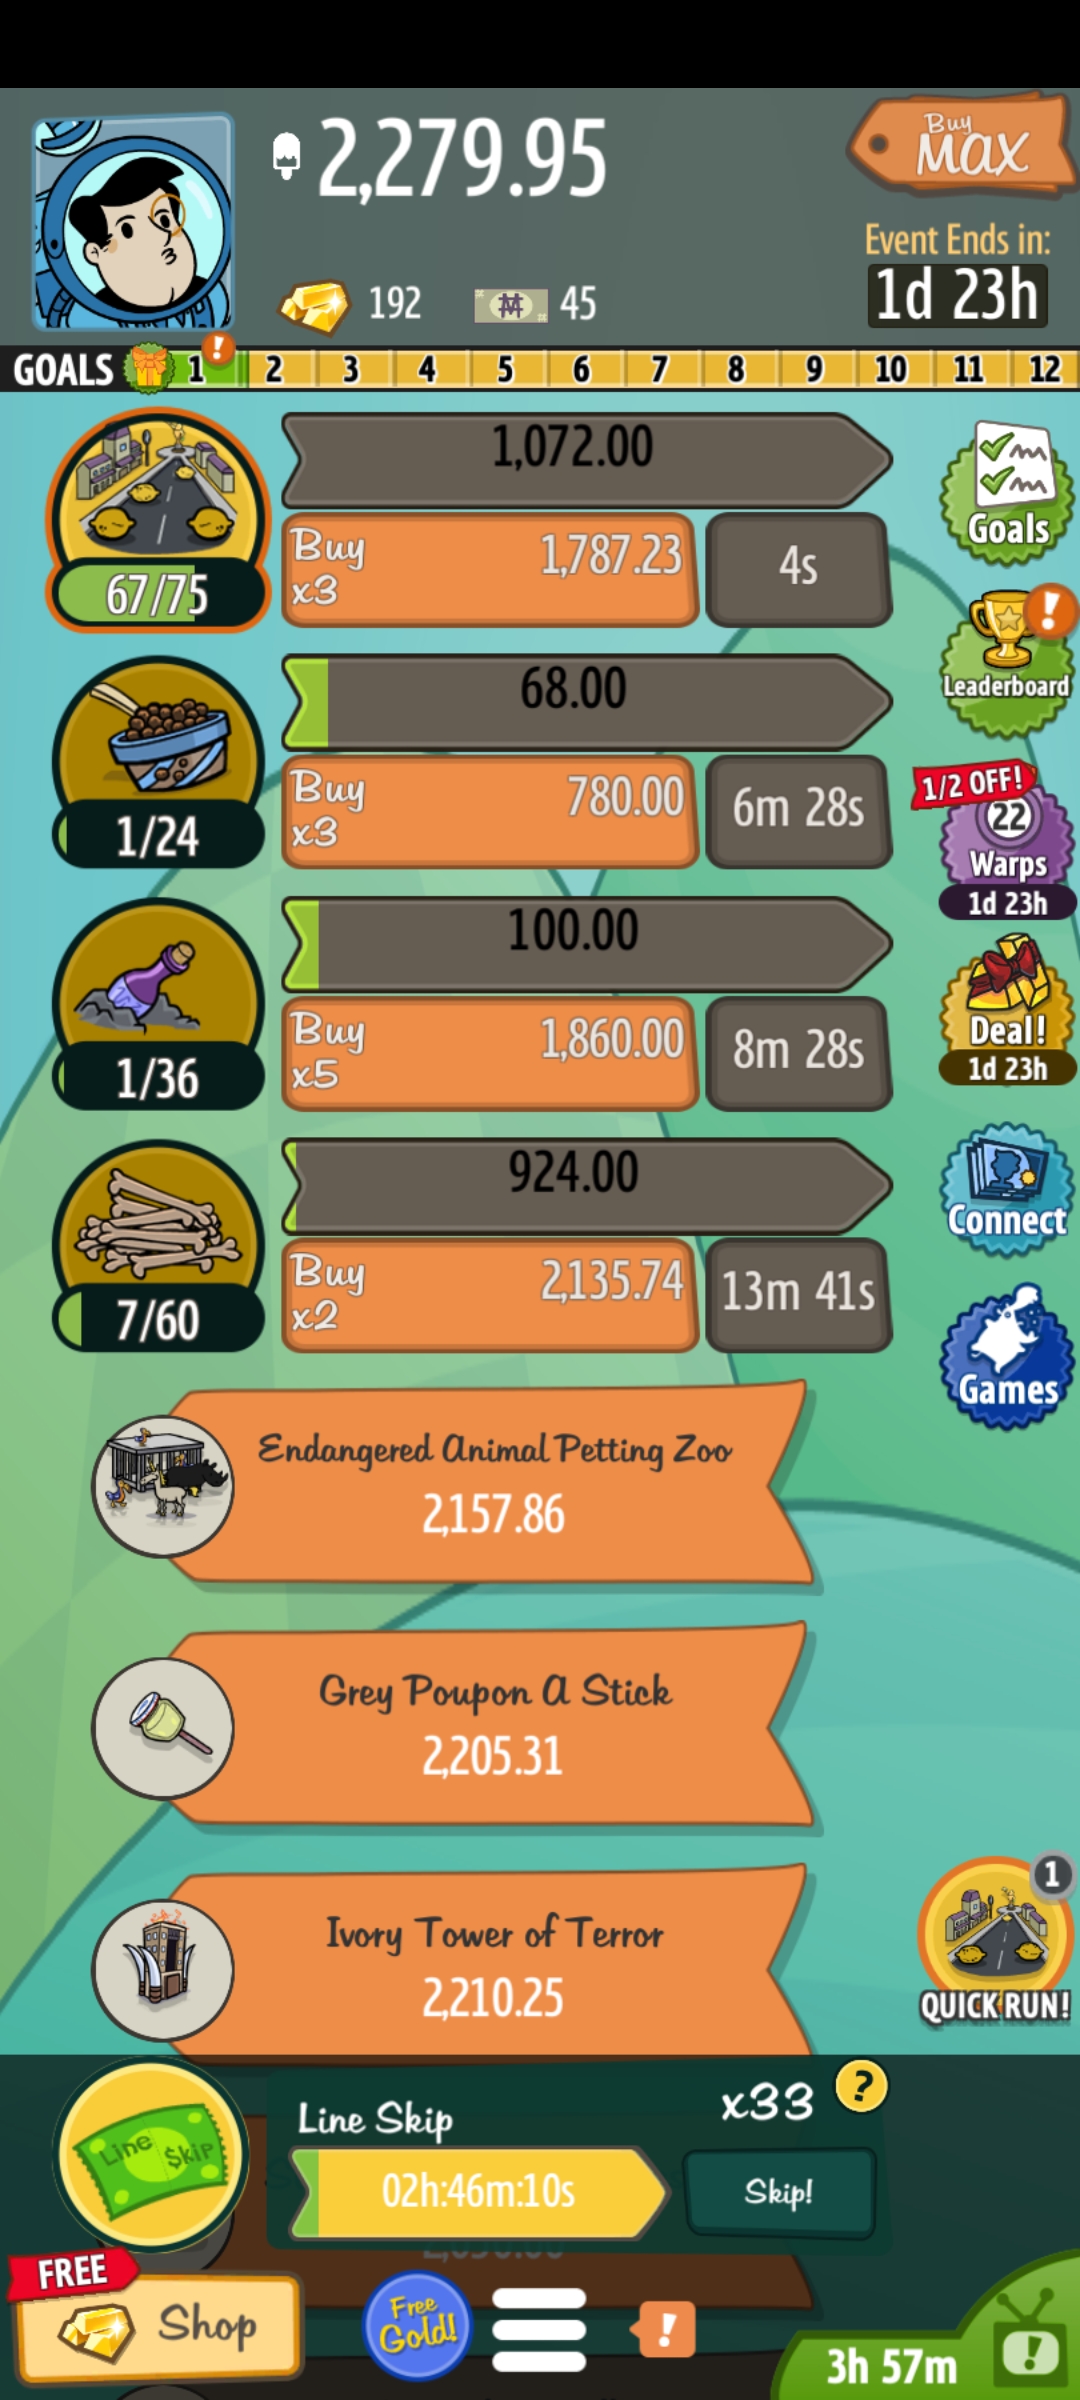 2,279.95
Buy
MAX
192
45
Event Ends in:
1d 23h
GOALS 1 ! 2 3 4 5 6 7 8 9 10 11 12
1,072.00
Buy
x3
1,787.23
4s
67/75
Goals
68.00
Buy
x3
780.00
6m 28s
1/24
!
Leaderboard
100.00
Buy
x5
1,860.00
8m 28s
1/36
1/2 OFF!
22
Warps
1d 23h
Deal!
1d 23h
924.00
Buy
x2
2,135.74
13m 41s
7/60
Connect
Games
Endangered Animal Petting Zoo
2,157.86
Grey Poupon A Stick
2,205.31
Ivory Tower of Terror
2,210.25
1
QUICK RUN!
Line $kip
Line Skip
x33
?
02h:46m:10s
Skip!
FREE
Shop
Free
Gold!
!
3h 57m
!